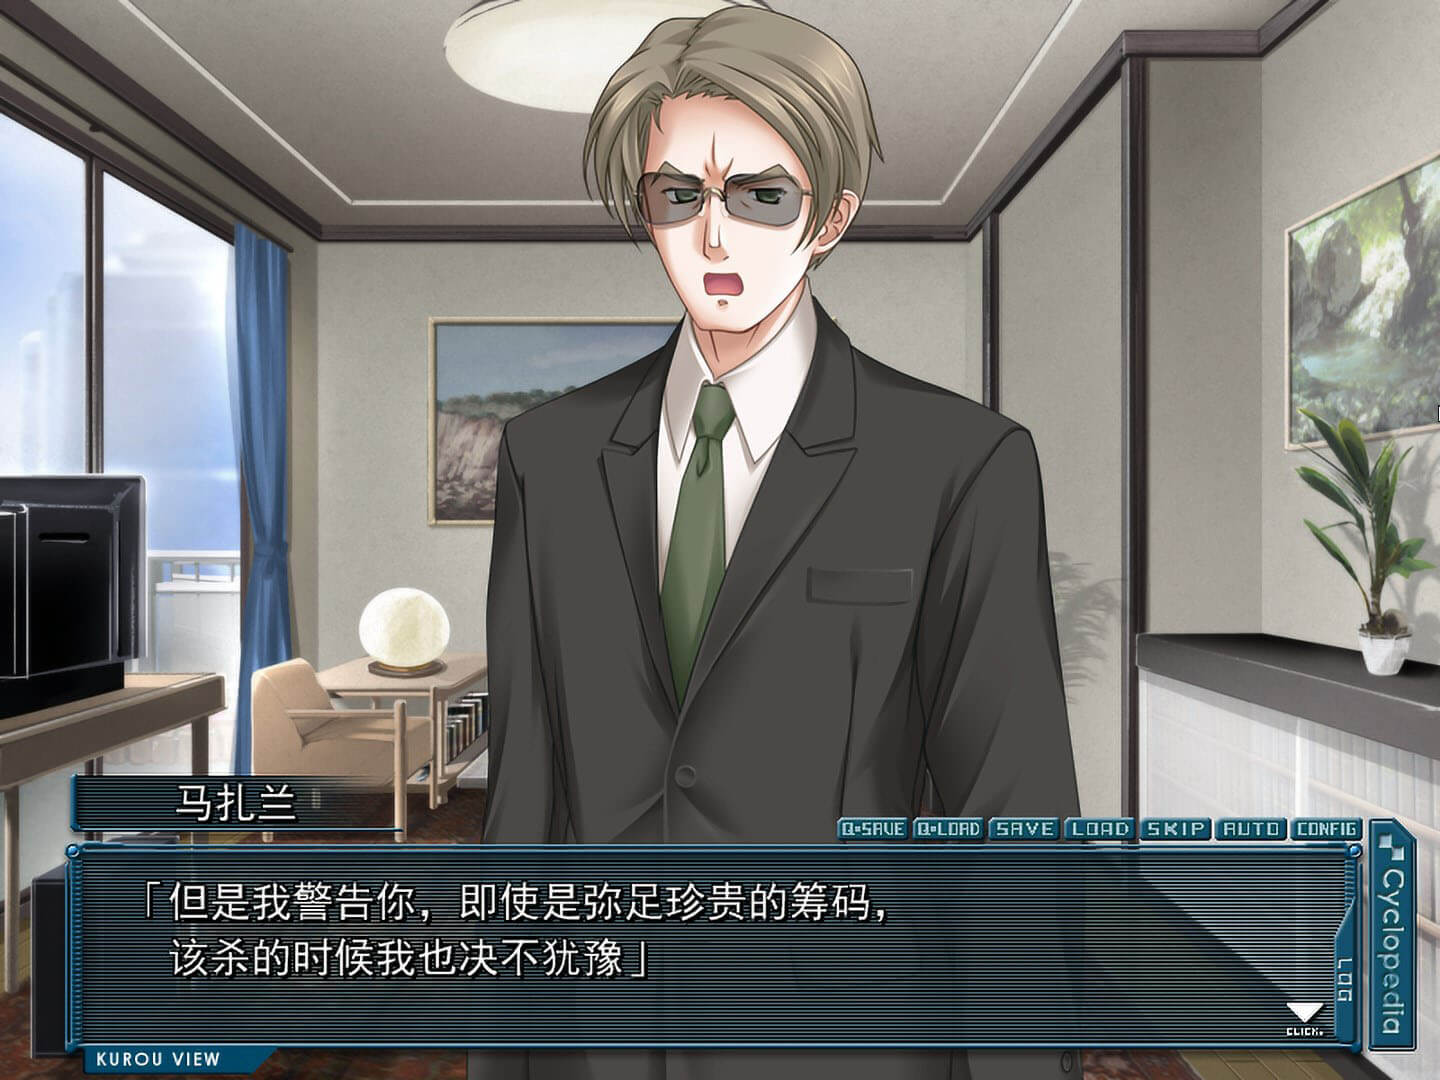 马扎兰
Q•SAVE Q•LOAD SAVE LOAD SKIP AUTO CONFIG
「但是我警告你，即使是弥足珍贵的筹码，
该杀的时候我也决不犹豫」
CLICK.
LOG
Cyclopedia
KUROU VIEW